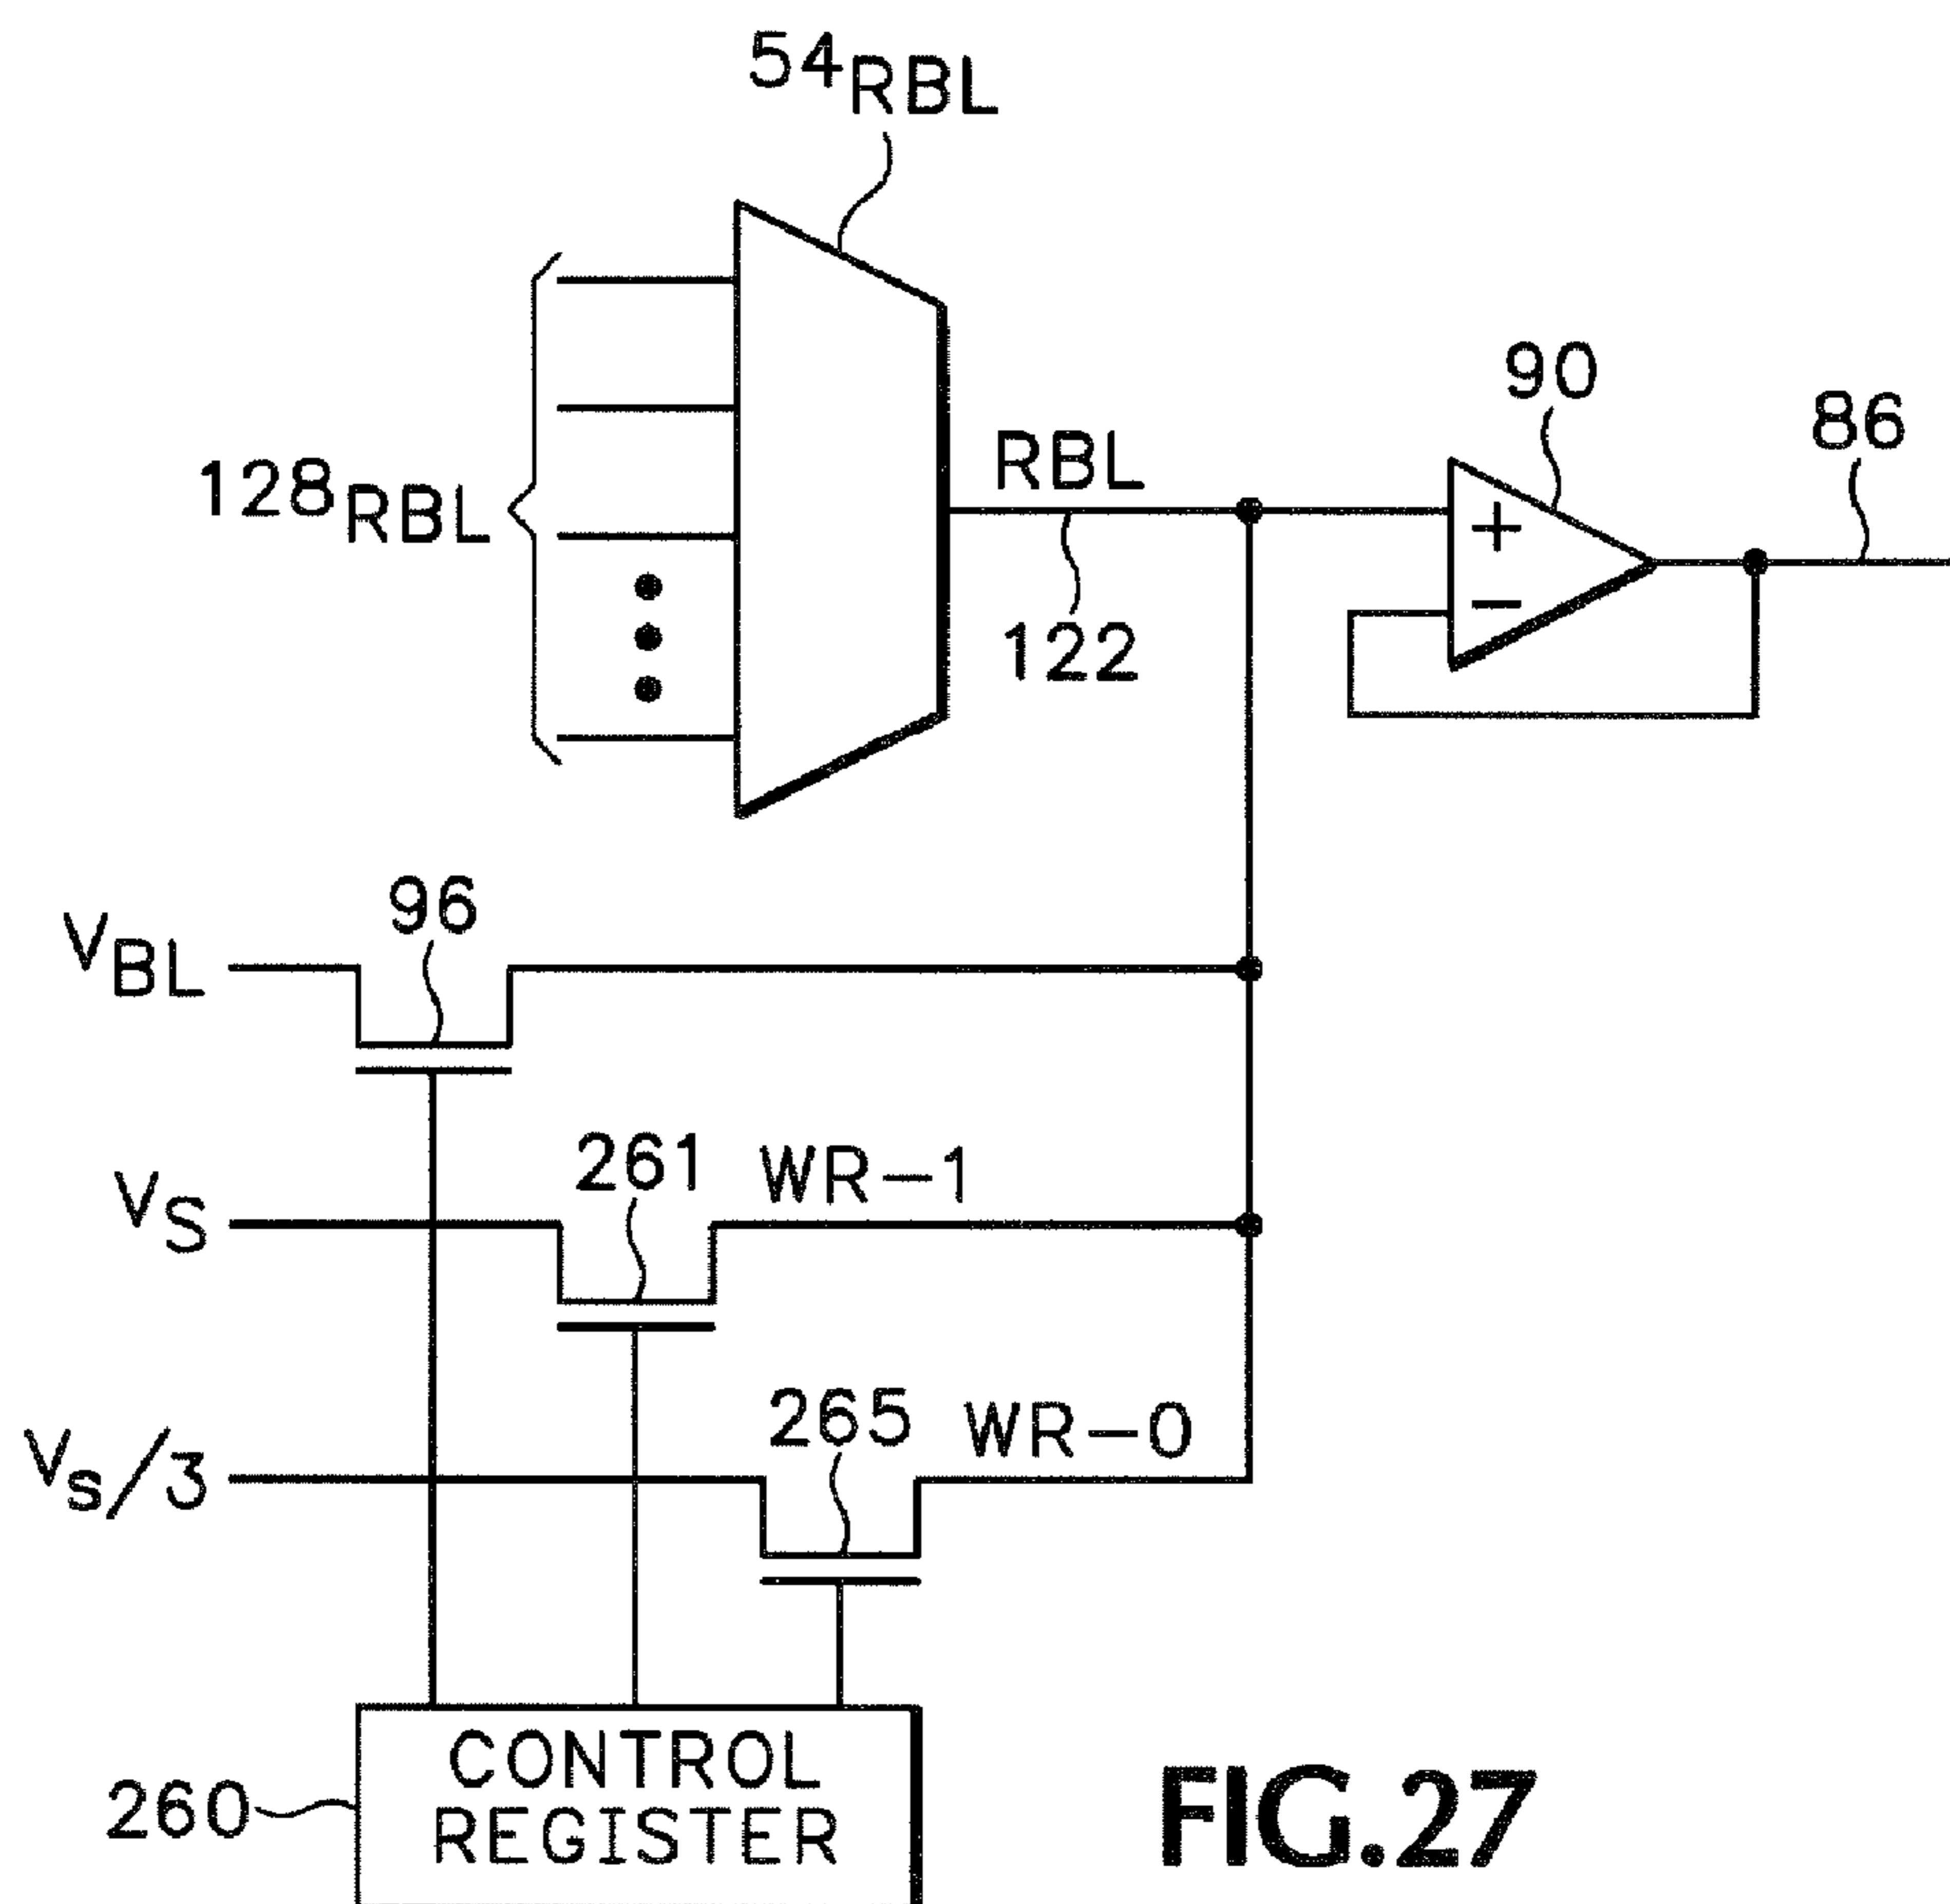 54RBL
90
86
128RBL
RBL
122
96
VBL
261
WR-1
VS
265
WR-0
Vs/3
CONTROL
REGISTER
260
FIG.27